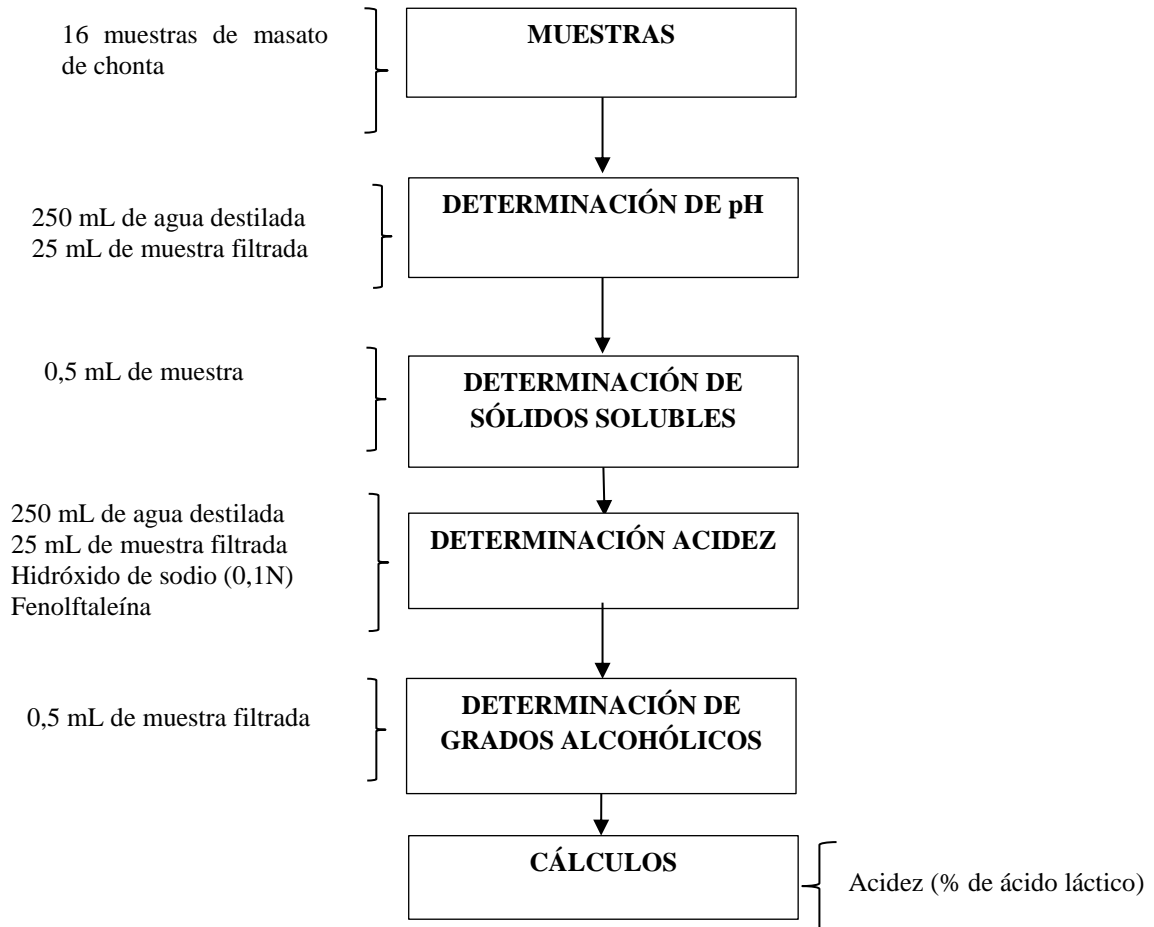 16 muestras de masato
de chonta
MUESTRAS
250 mL de agua destilada
25 mL de muestra filtrada
DETERMINACIÓN DE pH
0,5 mL de muestra
DETERMINACIÓN DE
SÓLIDOS SOLUBLES
250 mL de agua destilada
25 mL de muestra filtrada
Hidróxido de sodio (0,1N)
Fenolftaleína
DETERMINACIÓN ACIDEZ
0,5 mL de muestra filtrada
DETERMINACIÓN DE
GRADOS ALCOHÓLICOS
CÁLCULOS
Acidez (% de ácido láctico)